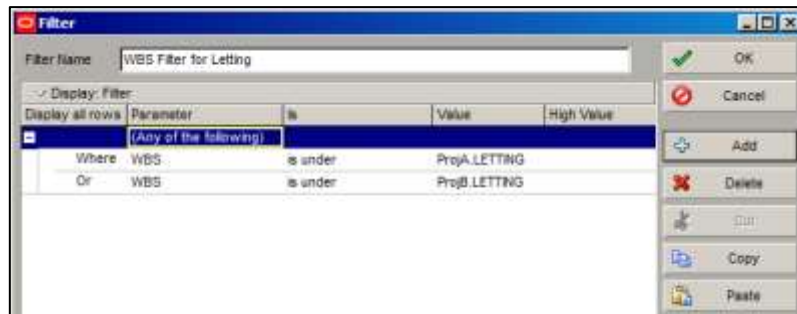 Filter
Filter Name WBS Filter for Letting
OK
Display: Filter
Cancel
Display all rows Parameter Is Value High Value
(Any of the following)
Add
Where WBS is under ProjA.LETTING
Or WBS is under ProjB.LETTING
Delete
Cut
Copy
Paste